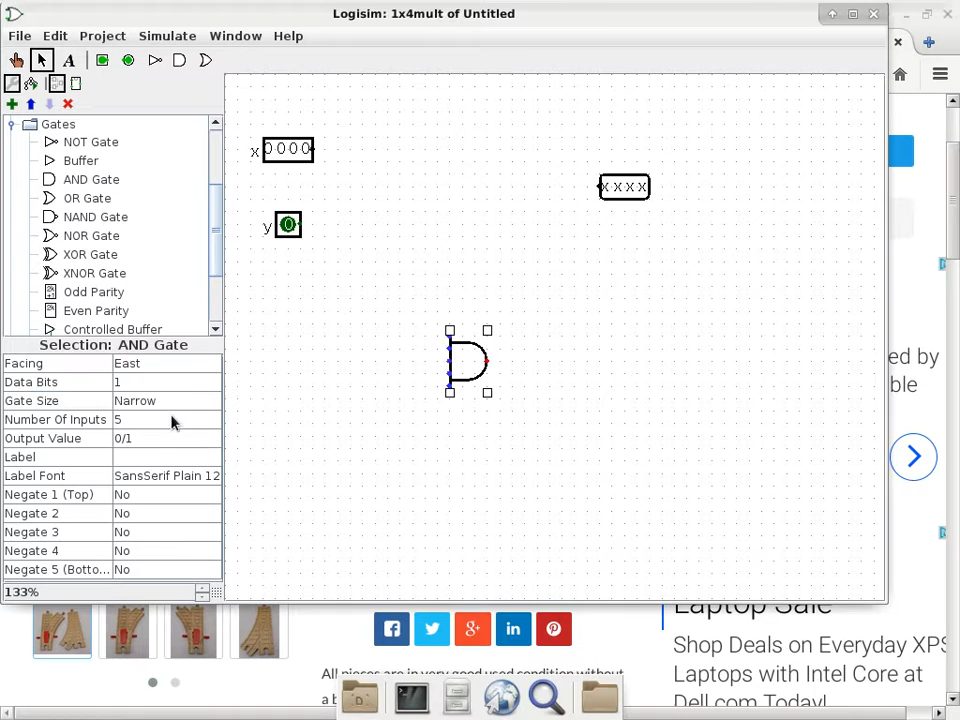 Logisim: 1x4mult of Untitled
File Edit Project Simulate Window Help
A
Gates
NOT Gate
Buffer
AND Gate
OR Gate
NAND Gate
NOR Gate
XOR Gate
XNOR Gate
Odd Parity
Even Parity
Controlled Buffer
Selection: AND Gate
Facing East
Data Bits 1
Gate Size Narrow
Number Of Inputs 5
Output Value 0/1
Label
Label Font SansSerif Plain 12
Negate 1 (Top) No
Negate 2 No
Negate 3 No
Negate 4 No
Negate 5 (Botto... No
133%
x 0 0 0 0
y 0
x x x x
ed by
ble
Laptop Sale
Shop Deals on Everyday XPS
Laptops with Intel Core at
Dell.com Today!
All pieces are in very good used condition without
a b